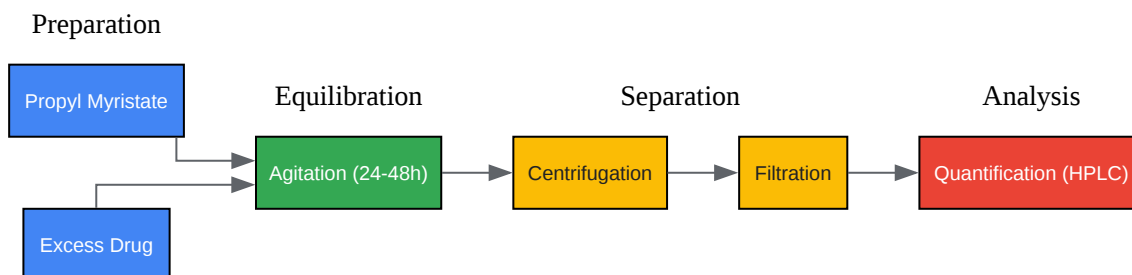 Preparation
Propyl Myristate
Excess Drug
Equilibration
Agitation (24-48h)
Separation
Centrifugation
Filtration
Analysis
Quantification (HPLC)